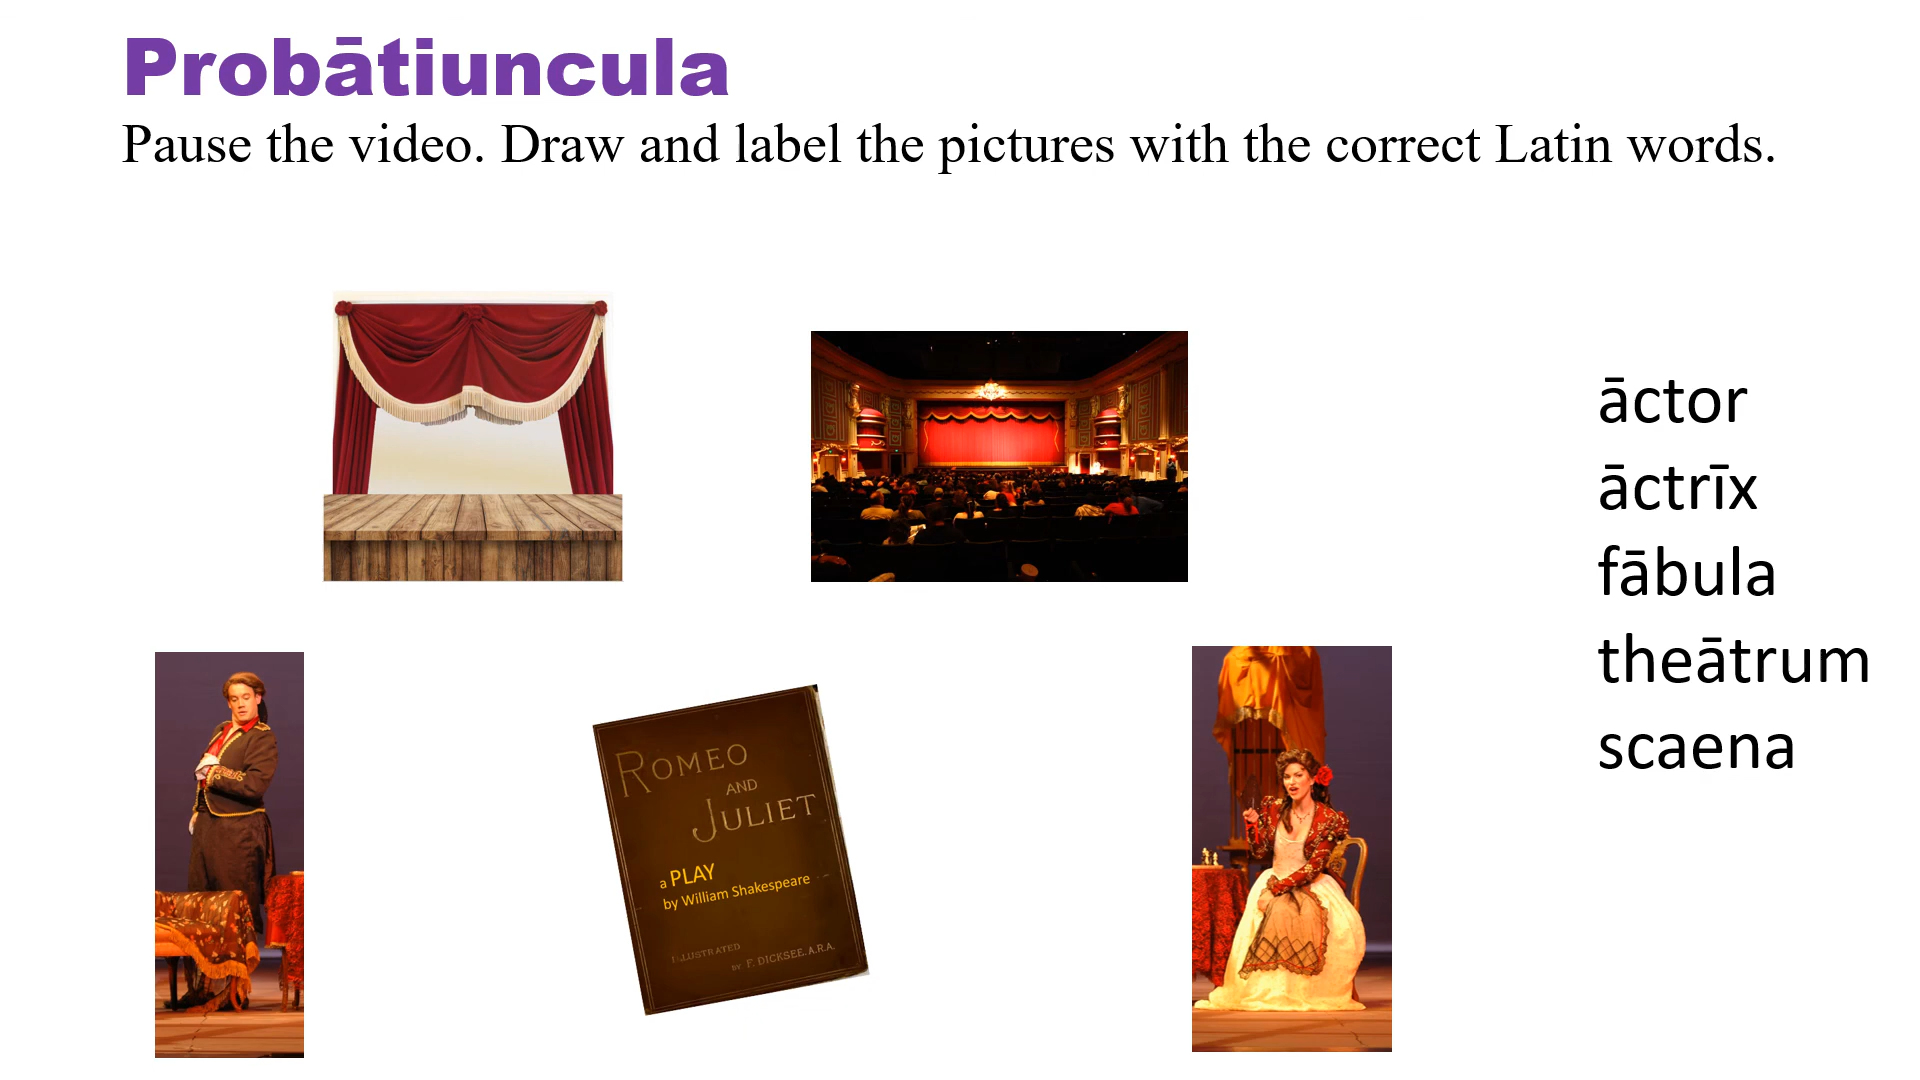 Probātiuncula
Pause the video. Draw and label the pictures with the correct Latin words.
āctor
āctrīx
fābula
theātrum
scaena
ROMEO
AND
JULIET
a PLAY
by William Shakespeare
ILLUSTRATED
BY F. DICKSEE, A.R.A.